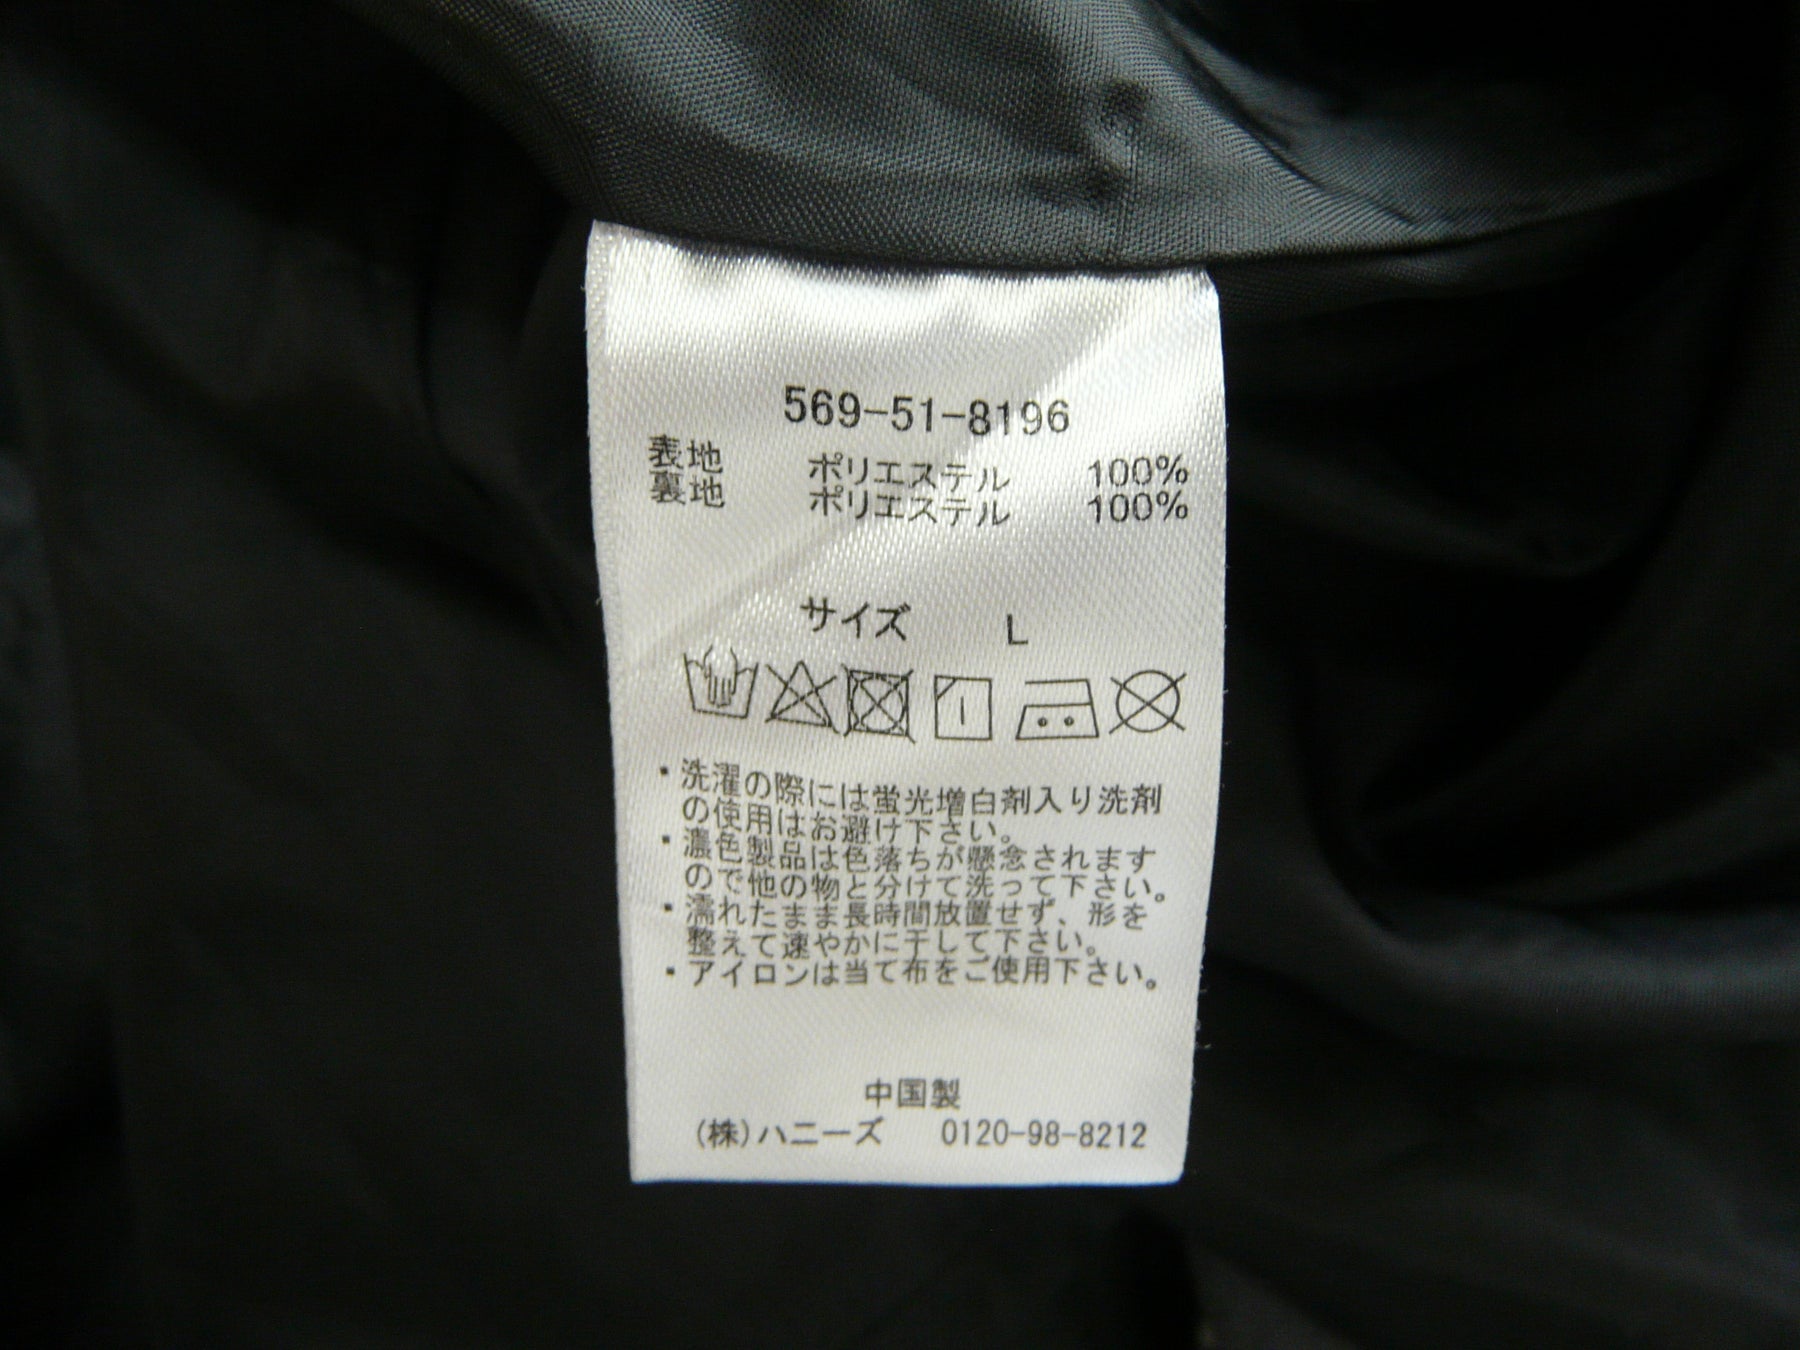 569-51-8196
表地 ポリエステル 100%
裏地 ポリエステル 100%
サイズ L
・洗濯の際には蛍光増白剤入り洗剤
の使用はお避け下さい。
・濃色製品は色落ちが懸念されます
ので他の物と分けて洗って下さい。
・濡れたまま長時間放置せず、形を
整えて速やかに干して下さい。
・アイロンは当て布をご使用下さい。
中国製
(株)ハニーズ 0120-98-8212